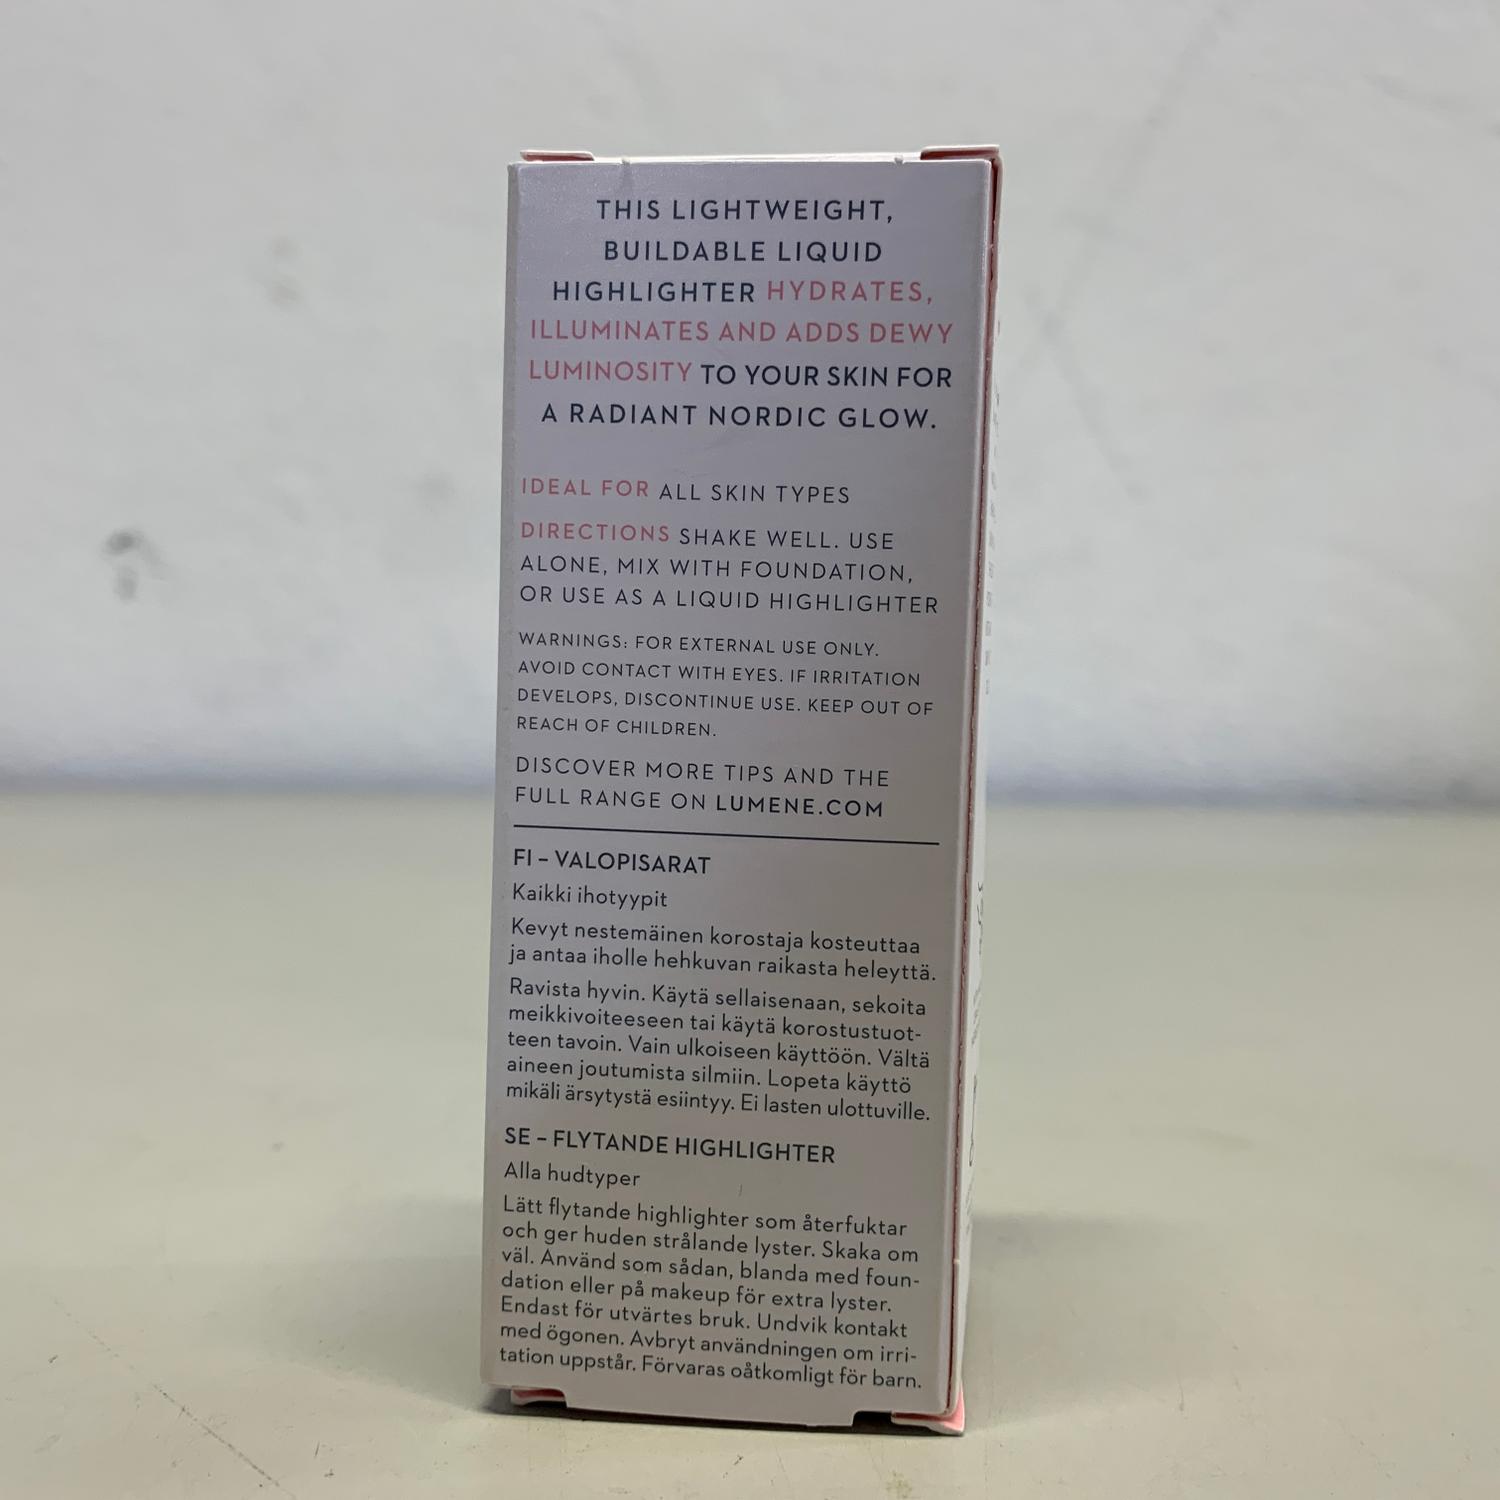 THIS LIGHTWEIGHT,
BUILDABLE LIQUID
HIGHLIGHTER HYDRATES,
ILLUMINATES AND ADDS DEWY
LUMINOSITY TO YOUR SKIN FOR
A RADIANT NORDIC GLOW.
IDEAL FOR ALL SKIN TYPES
DIRECTIONS SHAKE WELL. USE
ALONE, MIX WITH FOUNDATION,
OR USE AS A LIQUID HIGHLIGHTER
WARNINGS: FOR EXTERNAL USE ONLY.
AVOID CONTACT WITH EYES. IF IRRITATION
DEVELOPS, DISCONTINUE USE. KEEP OUT OF
REACH OF CHILDREN.
DISCOVER MORE TIPS AND THE
FULL RANGE ON LUMENE.COM
FI – VALOPISARAT
Kaikki ihotyypit
Kevyt nestemäinen korostaja kosteuttaa
ja antaa iholle hehkuvan raikasta heleyttä.
Ravista hyvin. Käytä sellaisenaan, sekoita
meikkivoiteeseen tai käytä korostustuot-
teen tavoin. Vain ulkoiseen käyttöön. Vältä
aineen joutumista silmiin. Lopeta käyttö
mikäli ärsytystä esiintyy. Ei lasten ulottuville.
SE – FLYTANDE HIGHLIGHTER
Alla hudtyper
Lätt flytande highlighter som återfuktar
och ger huden strålande lyster. Skaka om
väl. Använd som sådan, blanda med foun-
dation eller på makeup för extra lyster.
Endast för utvärtes bruk. Undvik kontakt
med ögonen. Avbryt användningen om irri-
tation uppstår. Förvaras oåtkomligt för barn.